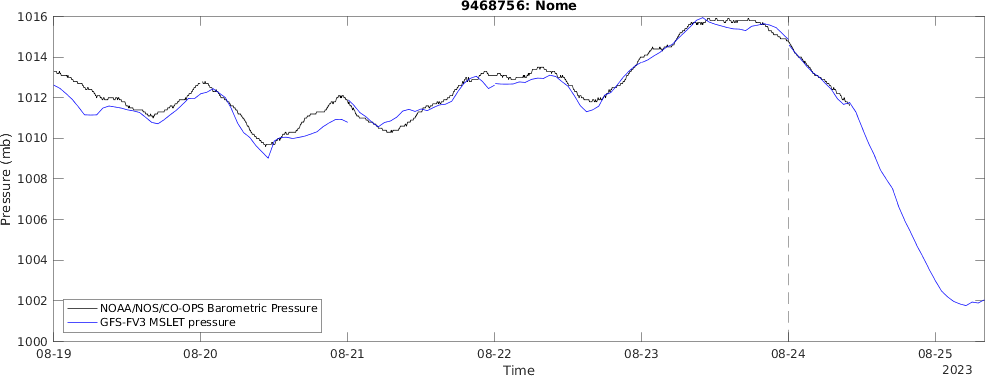 9468756: Nome
Pressure (mb)
1016
1014
1012
1010
1008
1006
1004
1002
1000
NOAA/NOS/CO-OPS Barometric Pressure
GFS-FV3 MSLET pressure
08-19 08-20 08-21 08-22 08-23 08-24 08-25
Time
2023